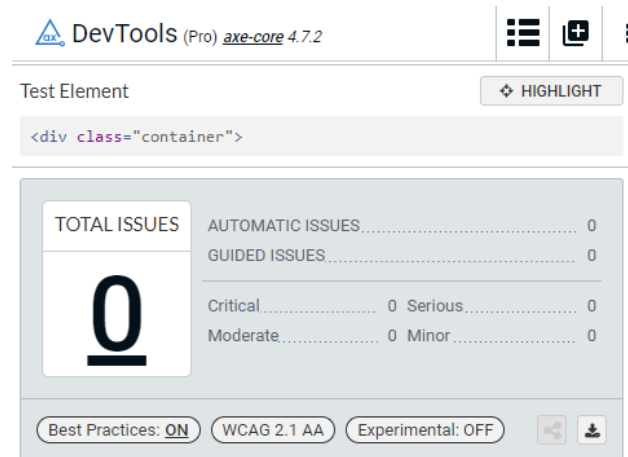 ax DevTools (Pro) axe-core 4.7.2
Test Element
HIGHLIGHT
<div class="container">
TOTAL ISSUES
0
AUTOMATIC ISSUES 0
GUIDED ISSUES 0
Critical 0 Serious 0
Moderate 0 Minor 0
Best Practices: ON WCAG 2.1 AA Experimental: OFF